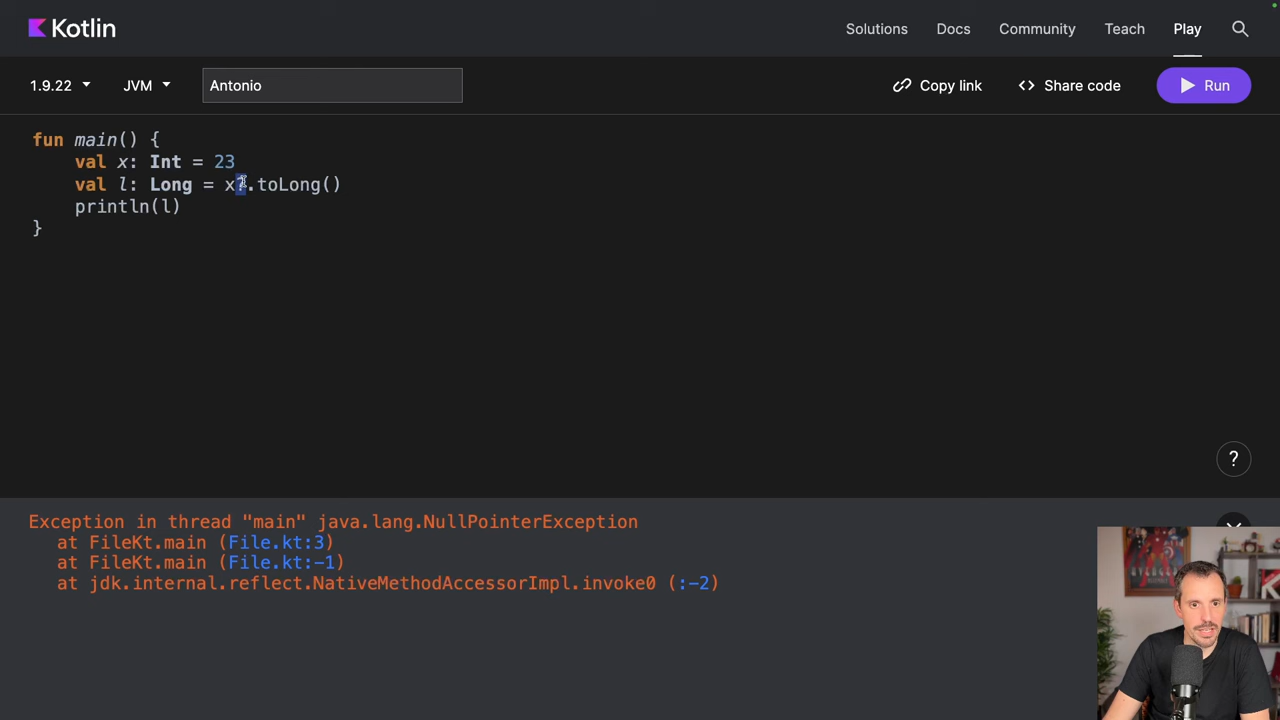 Kotlin
Solutions
Docs
Community
Teach
Play
1.9.22
JVM
Antonio
Copy link
<> Share code
Run
fun main() {
    val x: Int = 23
    val l: Long = x?.toLong()
    println(l)
}
?
Exception in thread "main" java.lang.NullPointerException
   at FileKt.main (File.kt:3)
   at FileKt.main (File.kt:-1)
   at jdk.internal.reflect.NativeMethodAccessorImpl.invoke0 (:-2)